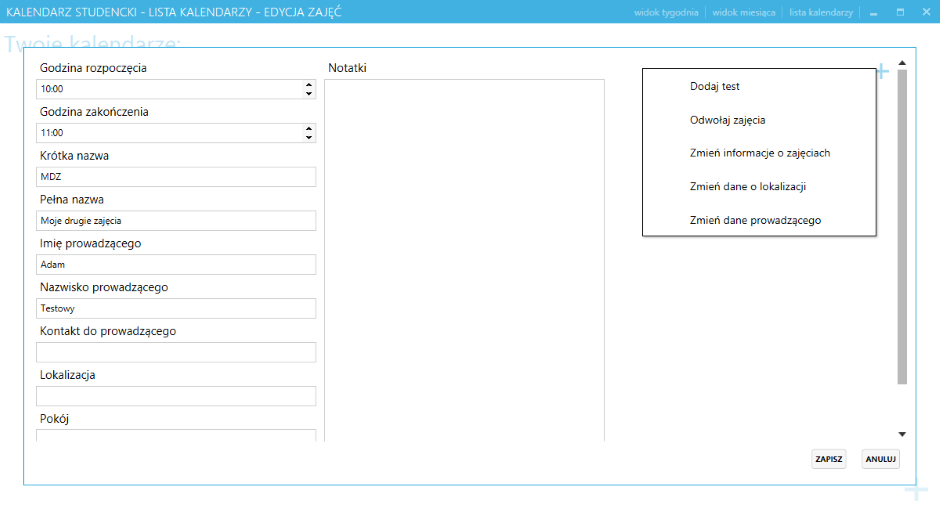 KALENDARZ STUDENCKI - LISTA KALENDARZY - EDYCJA ZAJĘĆ
widok tygodnia
widok miesiąca
lista kalendarzy
Twoje kalendarze:
Godzina rozpoczęcia
10:00
Godzina zakończenia
11:00
Krótka nazwa
MDZ
Pełna nazwa
Moje drugie zajęcia
Imię prowadzącego
Adam
Nazwisko prowadzącego
Testowy
Kontakt do prowadzącego
Lokalizacja
Pokój
Notatki
Dodaj test
Odwołaj zajęcia
Zmień informacje o zajęciach
Zmień dane o lokalizacji
Zmień dane prowadzącego
ZAPISZ
ANULUJ